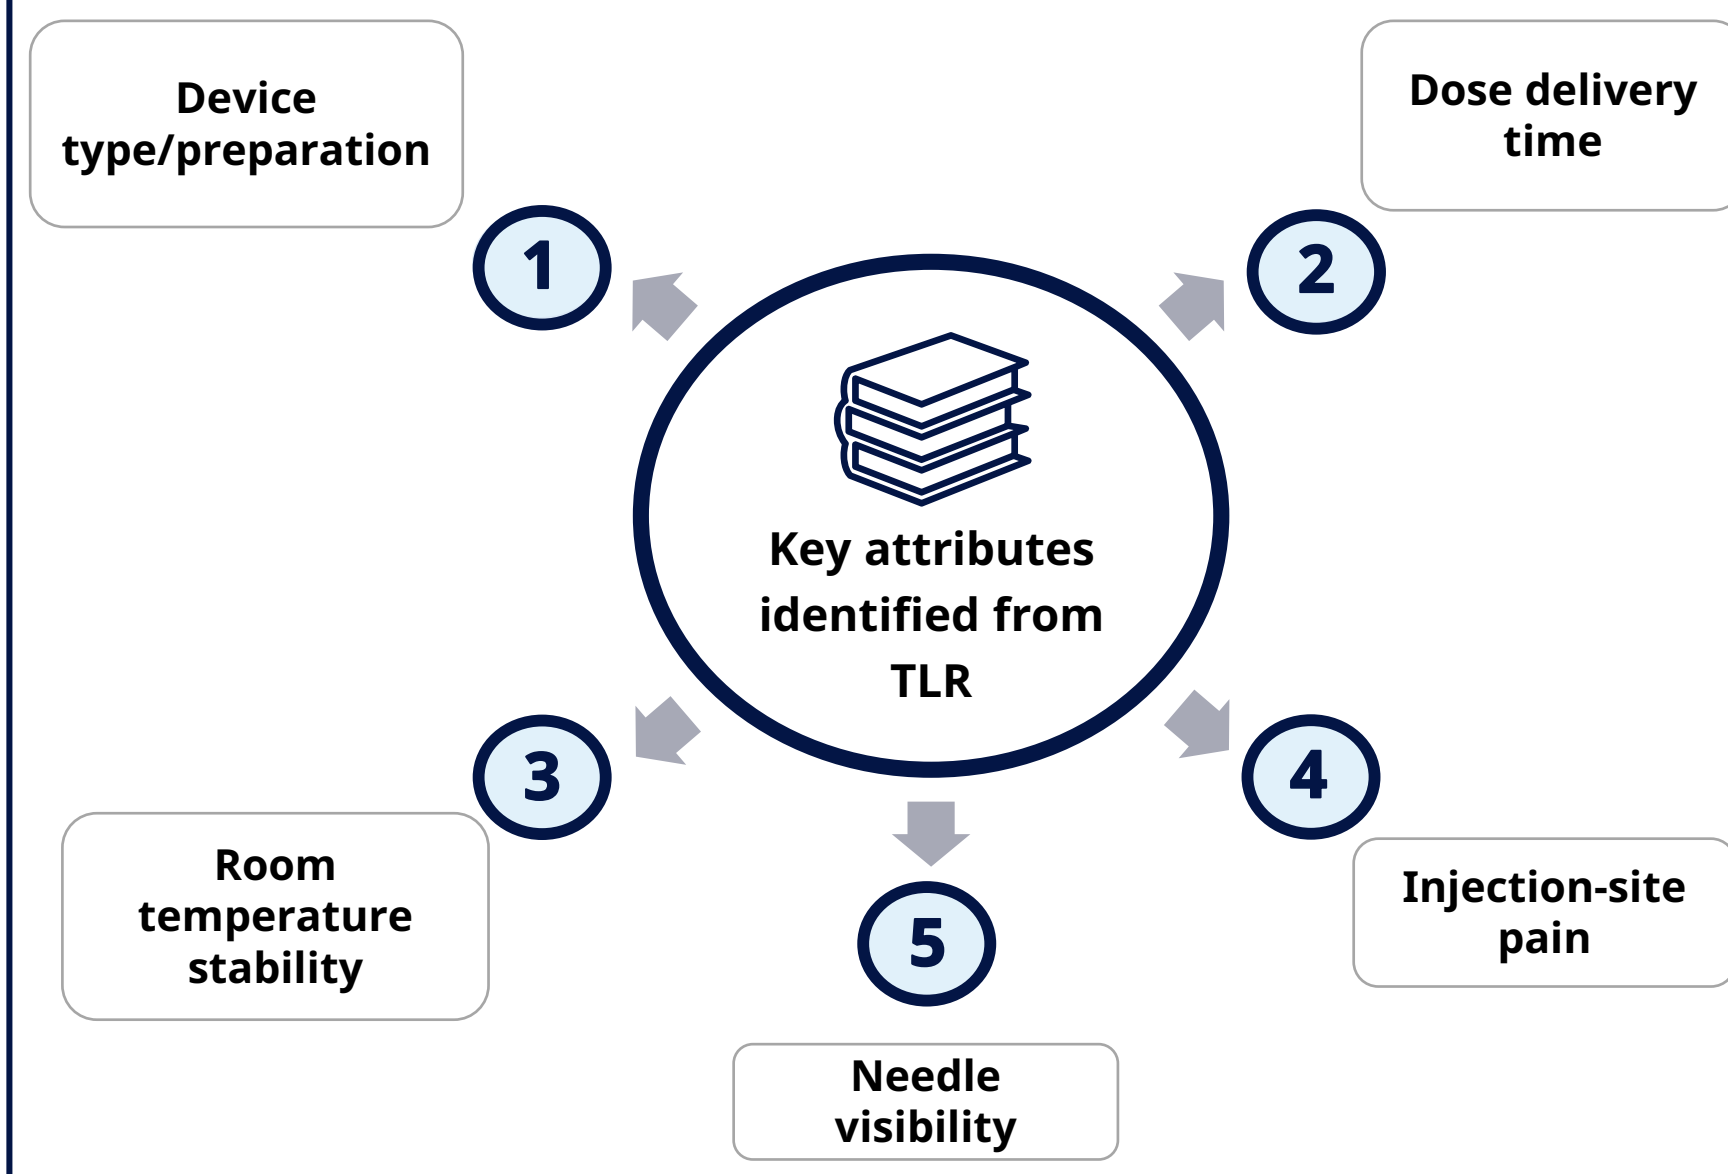 Device
type/preparation
Dose delivery
time
1
2
Key attributes
identified from
TLR
3
4
Room
temperature
stability
Injection-site
pain
5
Needle
visibility